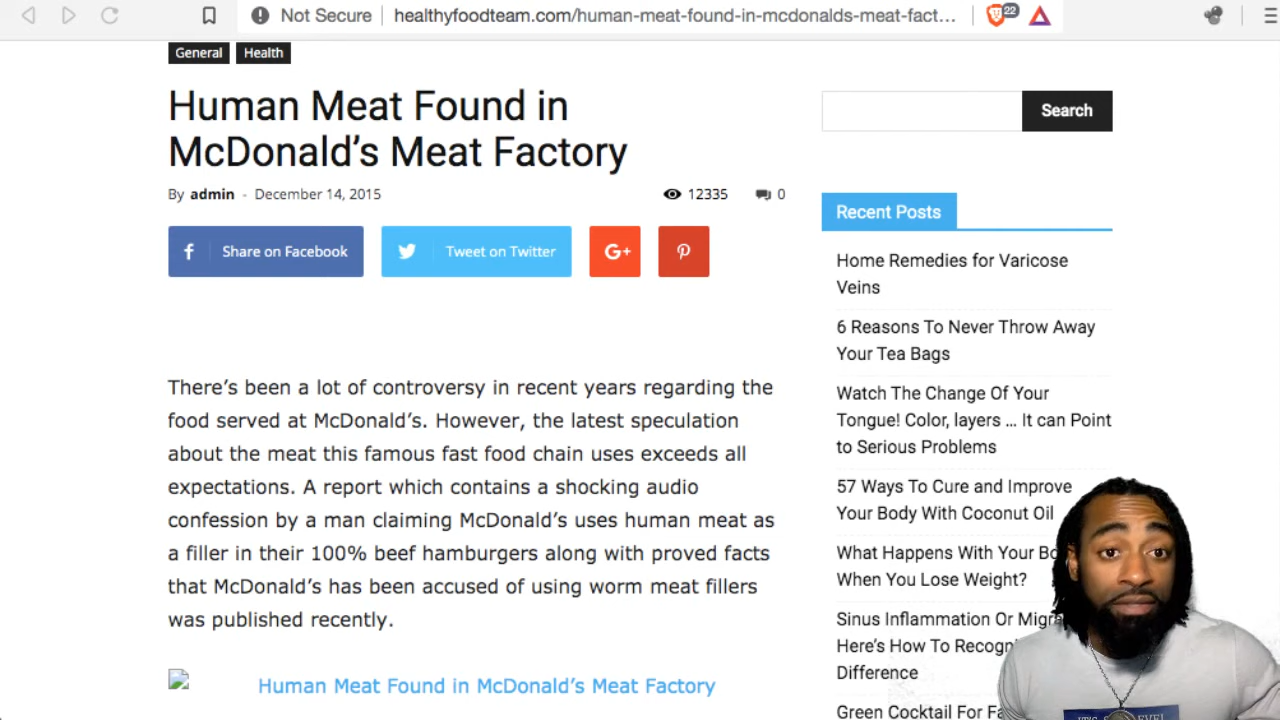 Not Secure
healthyfoodteam.com/human-meat-found-in-mcdonalds-meat-fact...
22
General Health
Human Meat Found in
McDonald's Meat Factory
By admin - December 14, 2015
12335
0
Share on Facebook
Tweet on Twitter
G+
There's been a lot of controversy in recent years regarding the
food served at McDonald's. However, the latest speculation
about the meat this famous fast food chain uses exceeds all
expectations. A report which contains a shocking audio
confession by a man claiming McDonald's uses human meat as
a filler in their 100% beef hamburgers along with proved facts
that McDonald's has been accused of using worm meat fillers
was published recently.
Human Meat Found in McDonald's Meat Factory
Search
Recent Posts
Home Remedies for Varicose
Veins
6 Reasons To Never Throw Away
Your Tea Bags
Watch The Change Of Your
Tongue! Color, layers ... It can Point
to Serious Problems
57 Ways To Cure and Improve
Your Body With Coconut Oil
What Happens With Your
When You Lose Weight?
Sinus Inflammation Or
Here's How To
Difference
Green Cocktail For